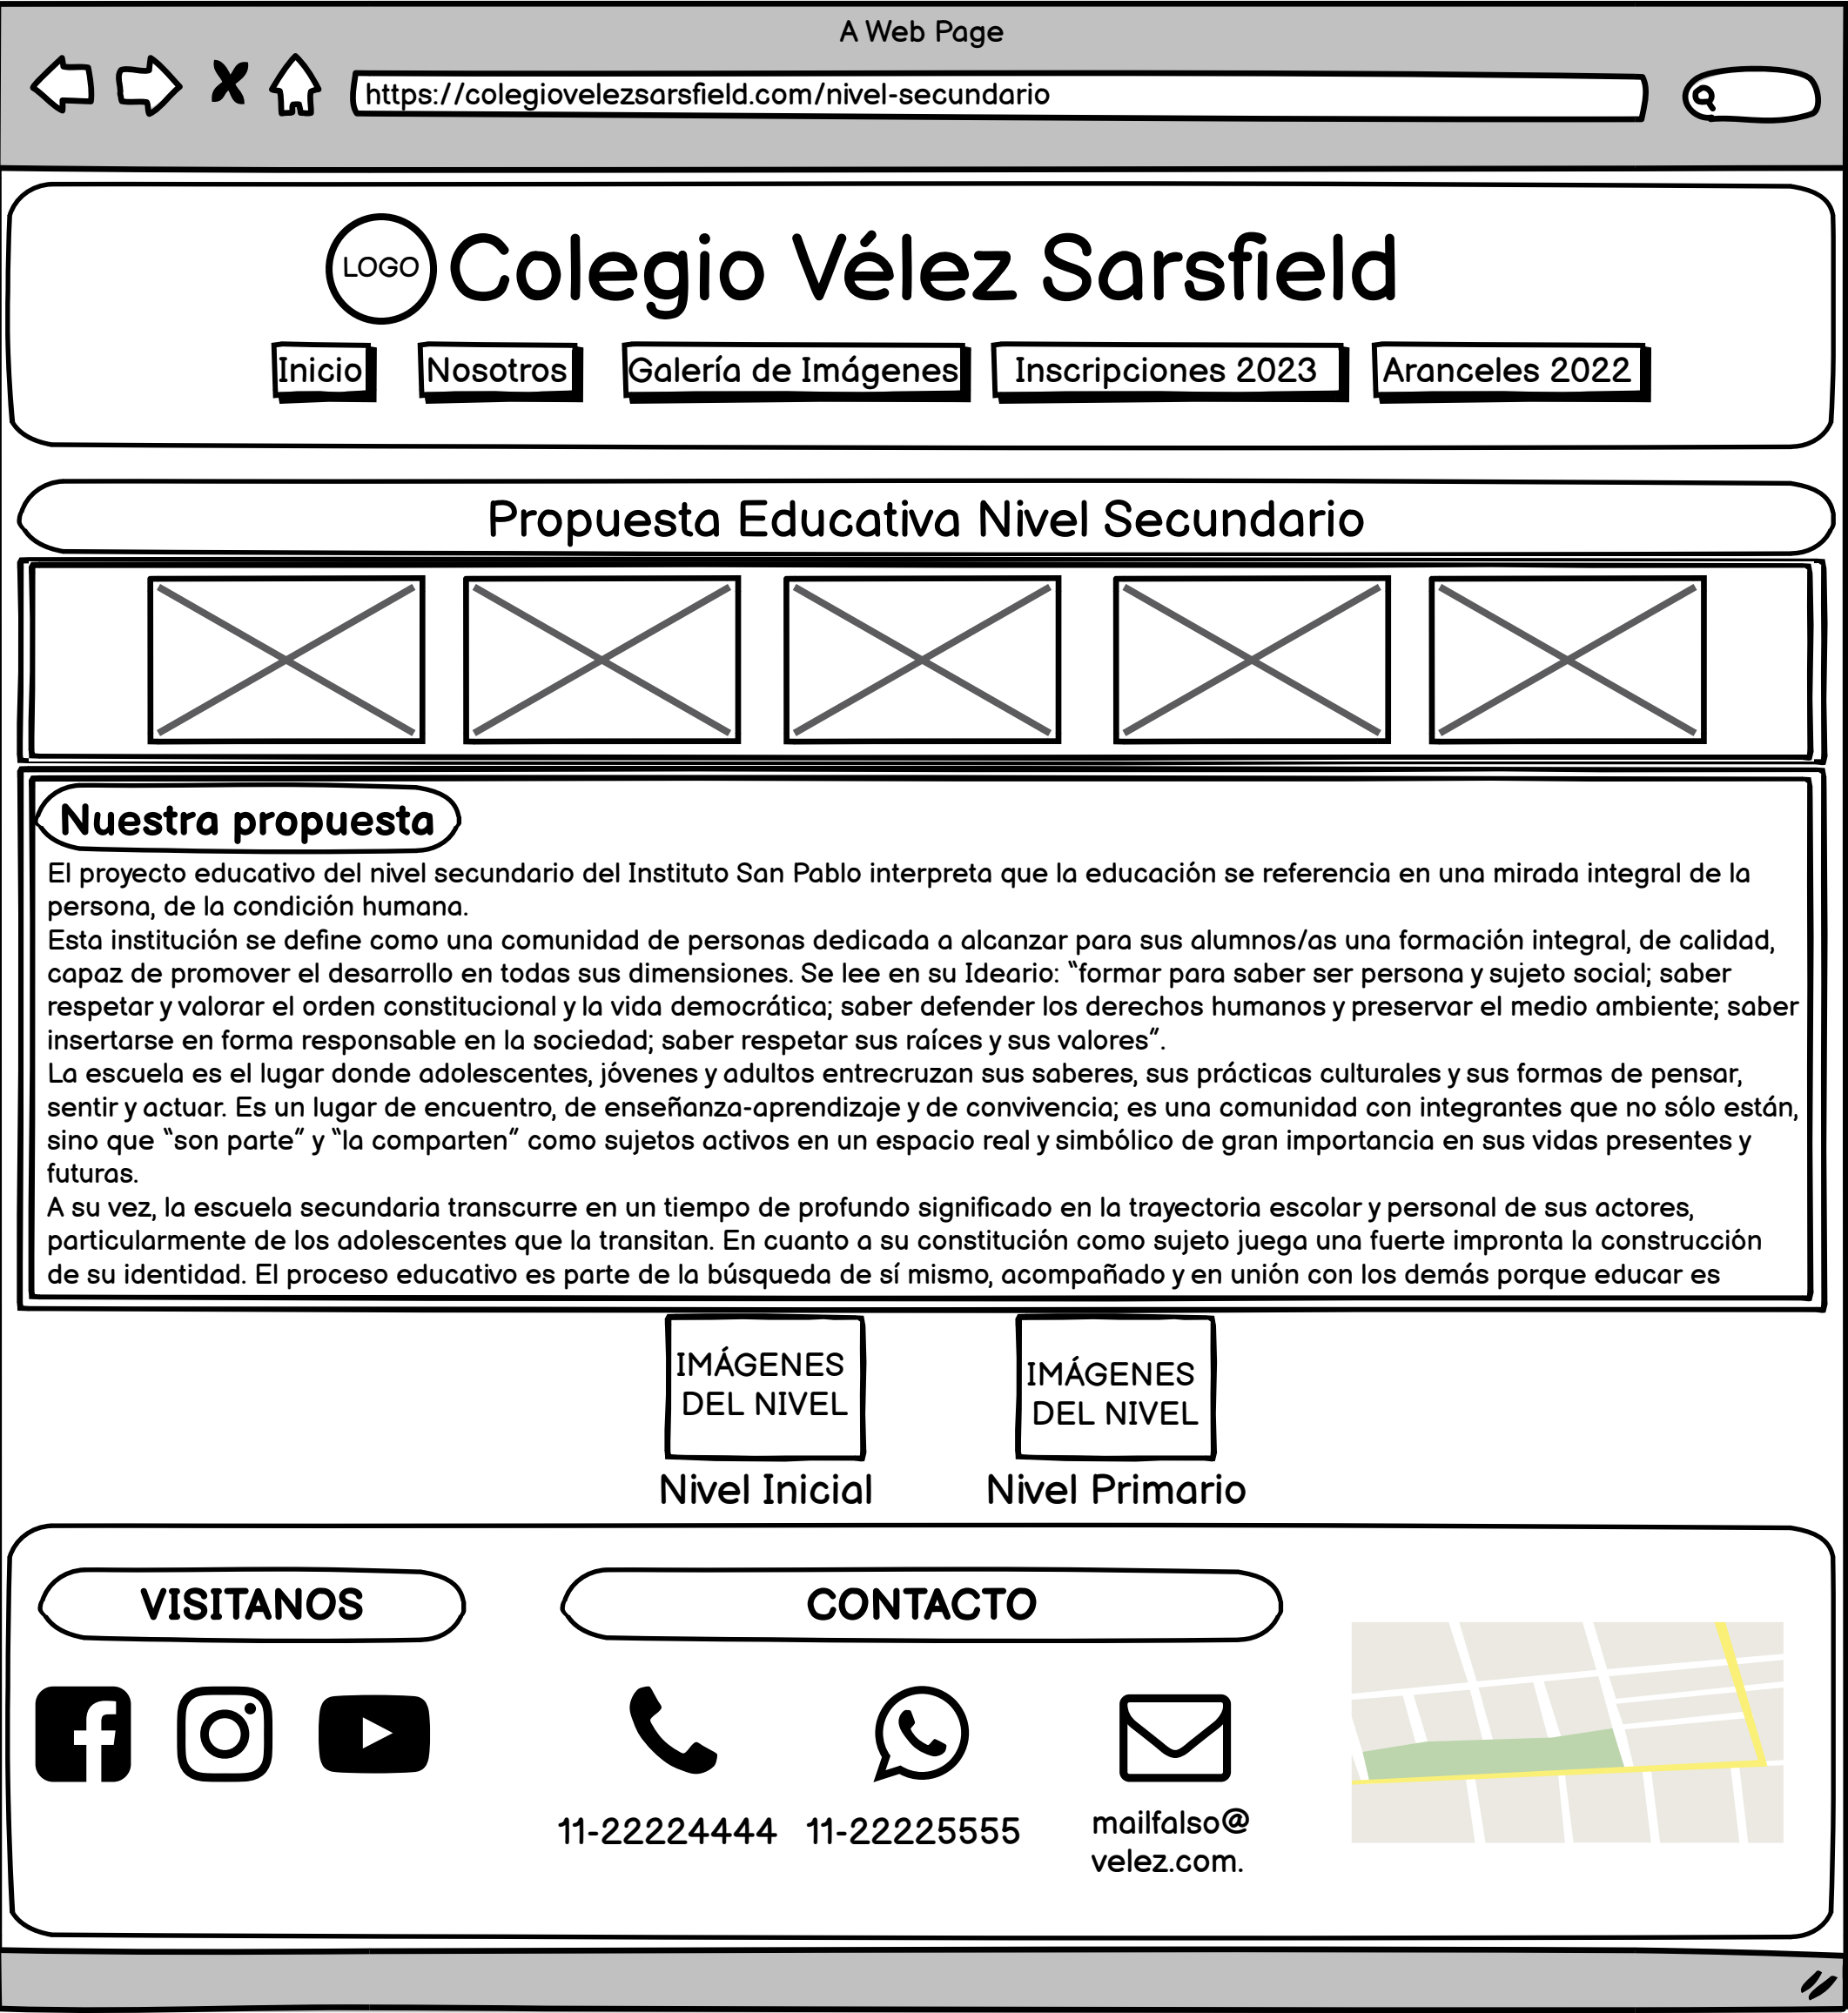 A Web Page
https://colegiovelezsarsfield.com/nivel-secundario
LOGO
Colegio Vélez Sarsfield
Inicio
Nosotros
Galería de Imágenes
Inscripciones 2023
Aranceles 2022
Propuesta Educativa Nivel Secundario
Nuestra propuesta
El proyecto educativo del nivel secundario del Instituto San Pablo interpreta que la educación se referencia en una mirada integral de la
persona, de la condición humana.
Esta institución se define como una comunidad de personas dedicada a alcanzar para sus alumnos/as una formación integral, de calidad,
capaz de promover el desarrollo en todas sus dimensiones. Se lee en su Ideario: “formar para saber ser persona y sujeto social; saber
respetar y valorar el orden constitucional y la vida democrática; saber defender los derechos humanos y preservar el medio ambiente; saber
insertarse en forma responsable en la sociedad; saber respetar sus raíces y sus valores”.
La escuela es el lugar donde adolescentes, jóvenes y adultos entrecruzan sus saberes, sus prácticas culturales y sus formas de pensar,
sentir y actuar. Es un lugar de encuentro, de enseñanza-aprendizaje y de convivencia; es una comunidad con integrantes que no sólo están,
sino que “son parte” y “la comparten” como sujetos activos en un espacio real y simbólico de gran importancia en sus vidas presentes y
futuras.
A su vez, la escuela secundaria transcurre en un tiempo de profundo significado en la trayectoria escolar y personal de sus actores,
particularmente de los adolescentes que la transitan. En cuanto a su constitución como sujeto juega una fuerte impronta la construcción
de su identidad. El proceso educativo es parte de la búsqueda de sí mismo, acompañado y en unión con los demás porque educar es
IMÁGENES
DEL NIVEL
Nivel Inicial
IMÁGENES
DEL NIVEL
Nivel Primario
VISITANOS
CONTACTO
11-22224444
11-22225555
mailfalso@
velez.com.